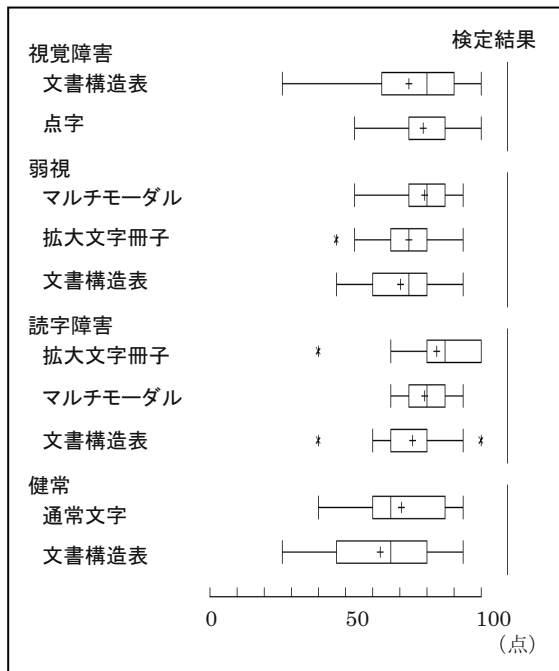 検定結果
視覚障害
文書構造表
点字
弱視
マルチモーダル
拡大文字冊子
文書構造表
読字障害
拡大文字冊子
マルチモーダル
文書構造表
健常
通常文字
文書構造表
0 50 100
（点）